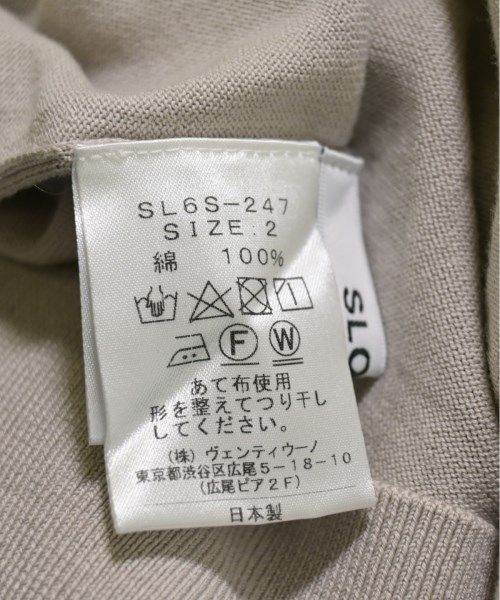 SL6S-247
SIZE:2
綿 100%
F W
あて布使用
形を整えてつり干し
してください。
(株) ヴェンティウーノ
東京都渋谷区広尾5-18-10
(広尾ピア2F)
日本製
SLO